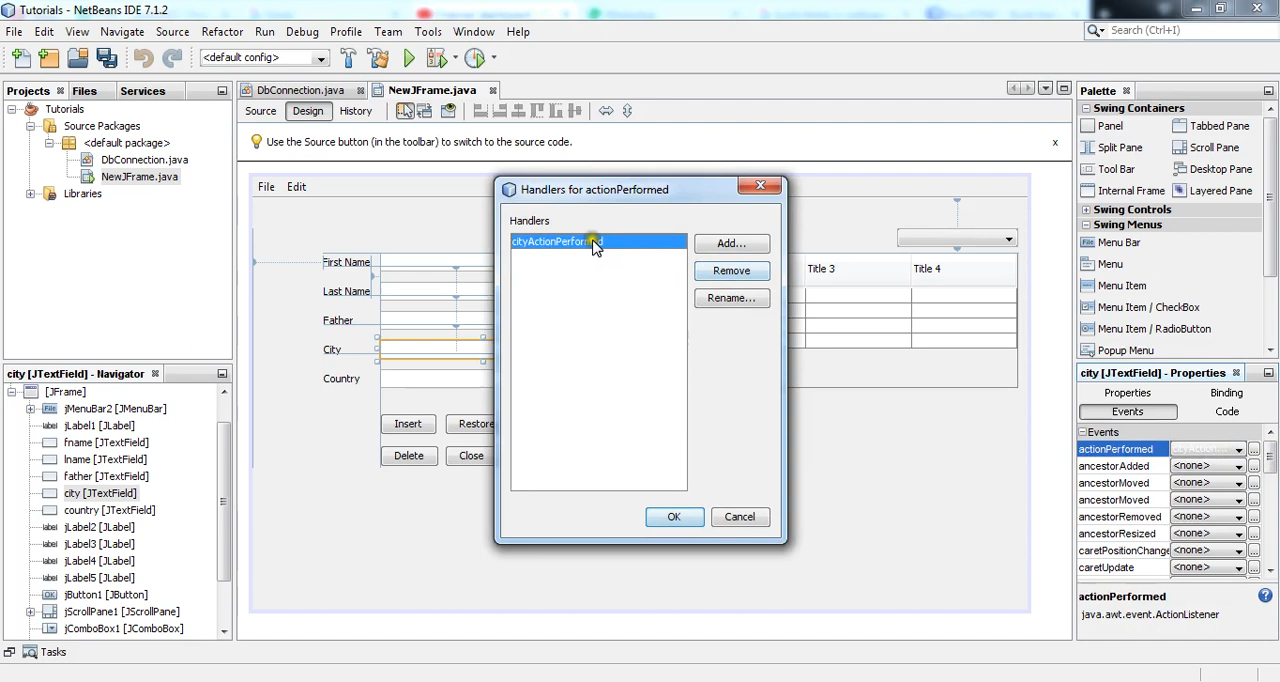 Tutorials - NetBeans IDE 7.1.2
File Edit View Navigate Source Refactor Run Debug Profile Team Tools Window Help
Search (Ctrl+I)
<default config>
Projects Files Services
DbConnection.java NewJFrame.java
Palette
Source Design History
Use the Source button (in the toolbar) to switch to the source code.
x
Tutorials
Source Packages
<default package>
DbConnection.java
NewJFrame.java
Libraries
File Edit
First Name
Last Name
Father
City
Country
Insert
Restore
Delete
Close
Title 3
Title 4
Handlers for actionPerformed
Handlers
Add...
Remove
Rename...
OK
Cancel
Swing Containers
Panel Tabbed Pane
Split Pane Scroll Pane
Tool Bar Desktop Pane
Internal Frame Layered Pane
Swing Controls
Swing Menus
Menu Bar
Menu
Menu Item
Menu Item / CheckBox
Menu Item / RadioButton
Popup Menu
city [JTextField] - Navigator
[JFrame]
jMenuBar2 [JMenuBar]
jLabel1 [JLabel]
fname [JTextField]
lname [JTextField]
father [JTextField]
city [JTextField]
country [JTextField]
jLabel2 [JLabel]
jLabel3 [JLabel]
jLabel4 [JLabel]
jLabel5 [JLabel]
jButton1 [JButton]
jScrollPane1 [JScrollPane]
jComboBox1 [JComboBox]
city [JTextField] - Properties
Properties Binding
Events Code
Events
actionPerformed
ancestorAdded <none>
ancestorMoved <none>
ancestorMoved <none>
ancestorRemoved <none>
ancestorResized <none>
caretPositionChange <none>
caretUpdate <none>
actionPerformed
java.awt.event.ActionListener
Tasks